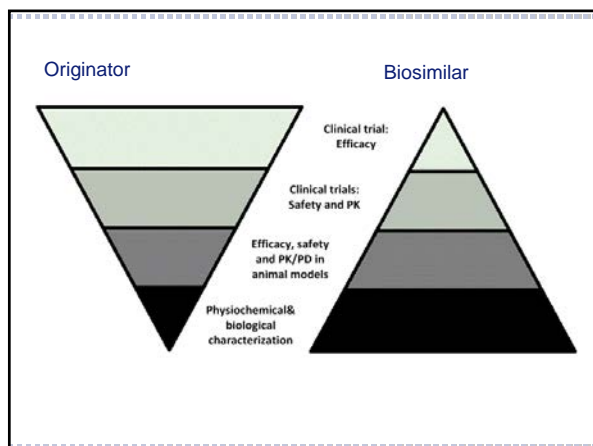 Originator
Biosimilar
Clinical trial:
Efficacy
Clinical trials:
Safety and PK
Efficacy, safety
and PK/PD in
animal models
Physiochemical&
biological
characterization